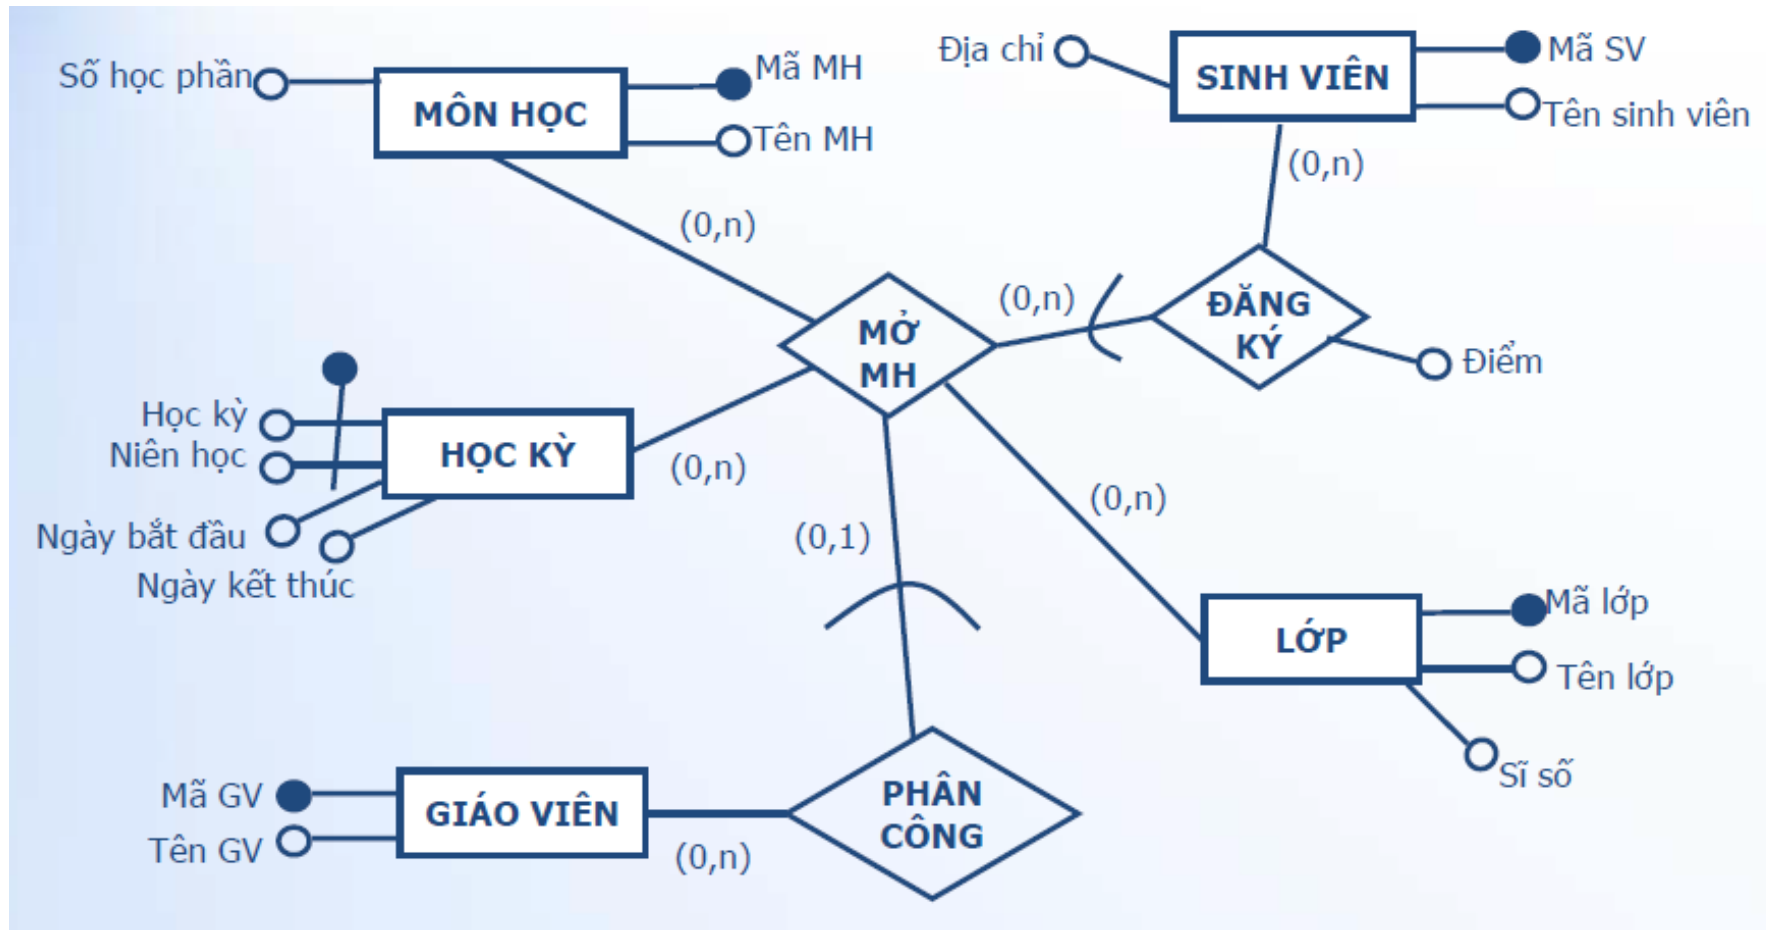 Số học phần
MÔN HỌC
Mã MH
Tên MH
Địa chỉ
SINH VIÊN
Mã SV
Tên sinh viên
(0,n)
(0,n)
MỞ
MH
(0,n)
ĐĂNG
KÝ
Điểm
Học kỳ
Niên học
Ngày bắt đầu
Ngày kết thúc
HỌC KỲ
(0,n)
(0,1)
(0,n)
LỚP
Mã lớp
Tên lớp
Sĩ số
Mã GV
Tên GV
GIÁO VIÊN
(0,n)
PHÂN
CÔNG